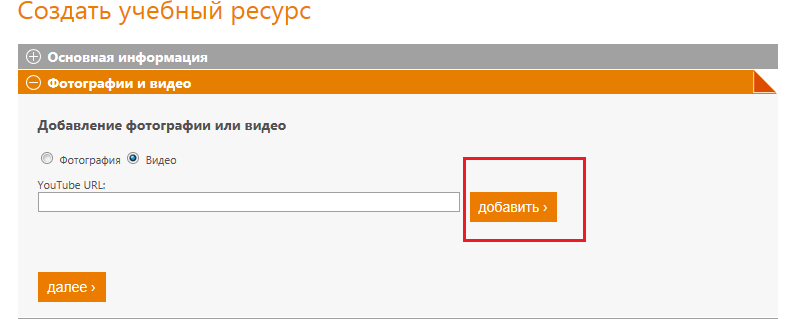 Создать учебный ресурс
Основная информация
Фотографии и видео
Добавление фотографии или видео
Фотография Видео
YouTube URL:
добавить ›
далее ›